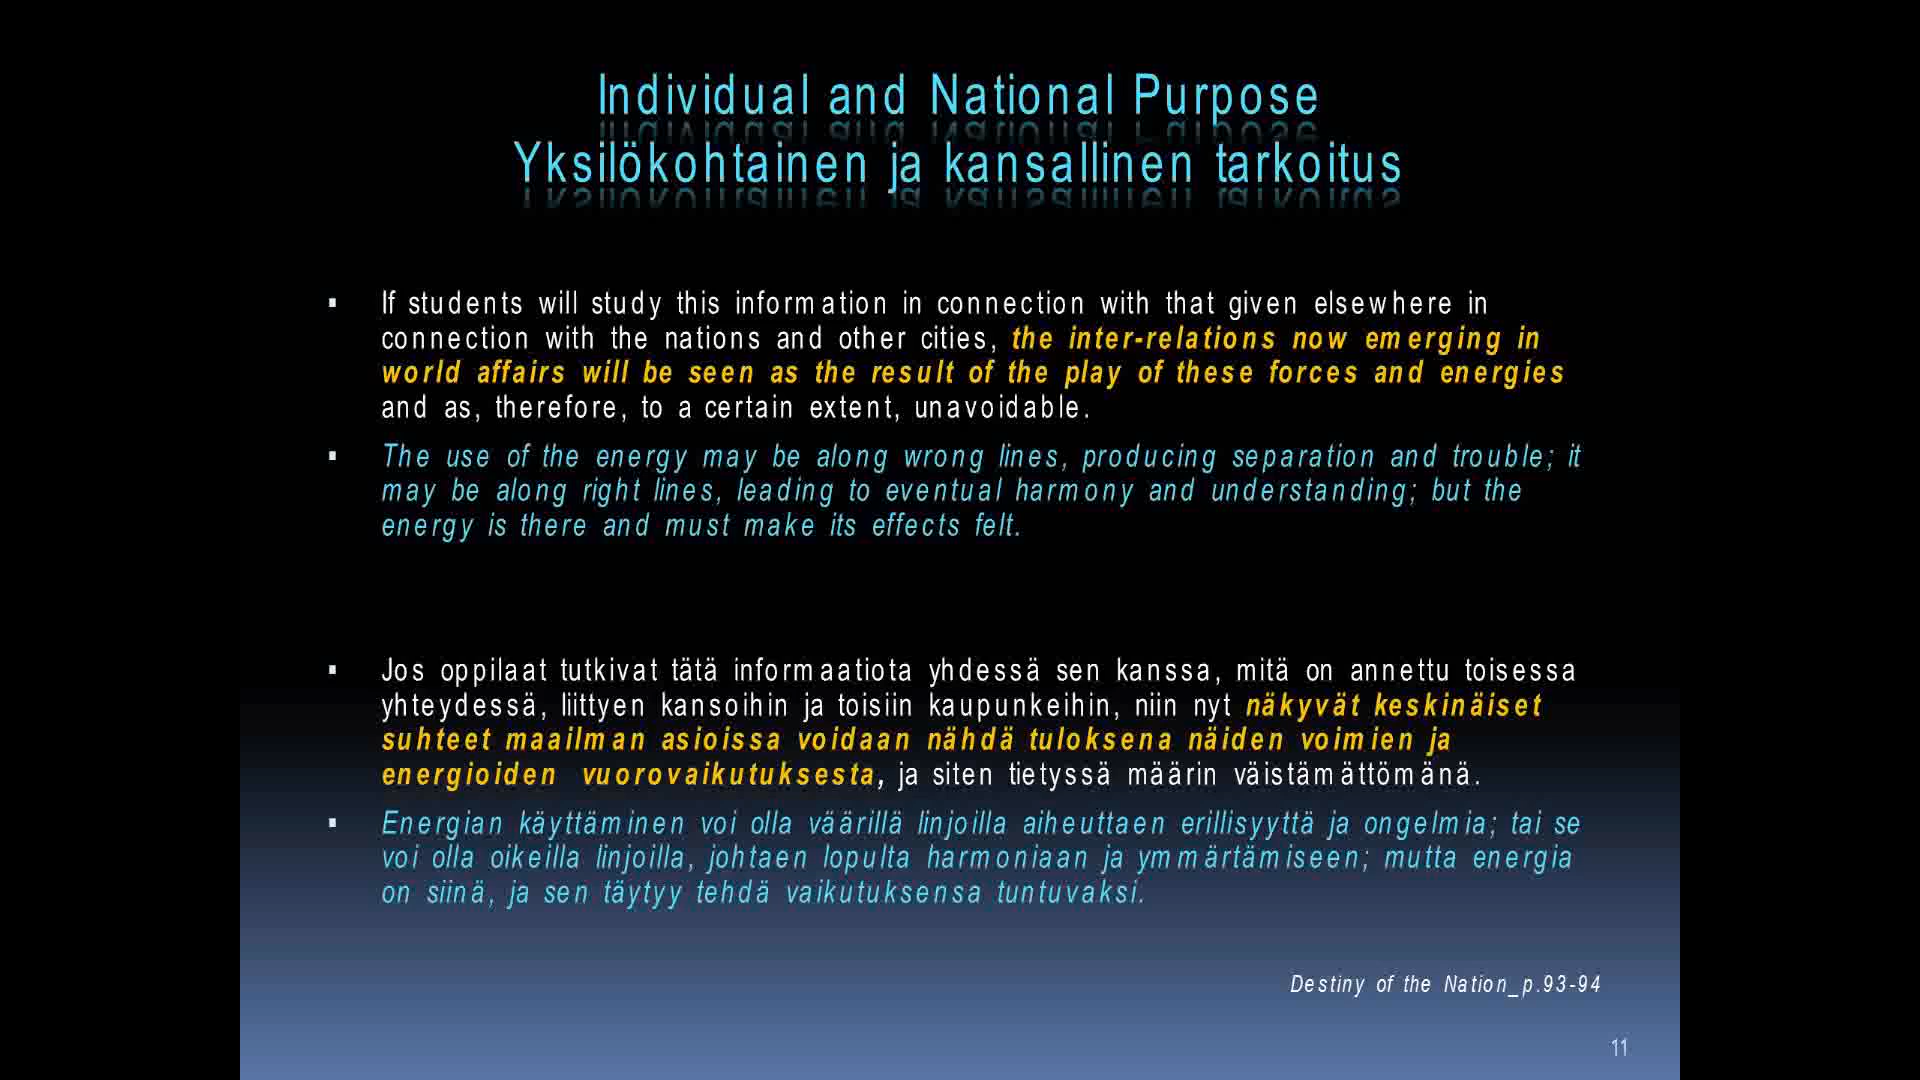 Individual and National Purpose
Yksilökohtainen ja kansallinen tarkoitus
▪ If students will study this information in connection with that given elsewhere in
connection with the nations and other cities, the inter-relations now emerging in
world affairs will be seen as the result of the play of these forces and energies
and as, therefore, to a certain extent, unavoidable.
▪ The use of the energy may be along wrong lines, producing separation and trouble; it
may be along right lines, leading to eventual harmony and understanding; but the
energy is there and must make its effects felt.
▪ Jos oppilaat tutkivat tätä informaatiota yhdessä sen kanssa, mitä on annettu toisessa
yhteydessä, liittyen kansoihin ja toisiin kaupunkeihin, niin nyt näkyvät keskinäiset
suhteet maailman asioissa voidaan nähdä tuloksena näiden voimien ja
energioiden vuorovaikutuksesta, ja siten tietyssä määrin väistämättömänä.
▪ Energian käyttäminen voi olla väärillä linjoilla aiheuttaen erillisyyttä ja ongelmia; tai se
voi olla oikeilla linjoilla, johtaen lopulta harmoniaan ja ymmärtämiseen; mutta energia
on siinä, ja sen täytyy tehdä vaikutuksensa tuntuvaksi.
Destiny of the Nation_p.93-94
11